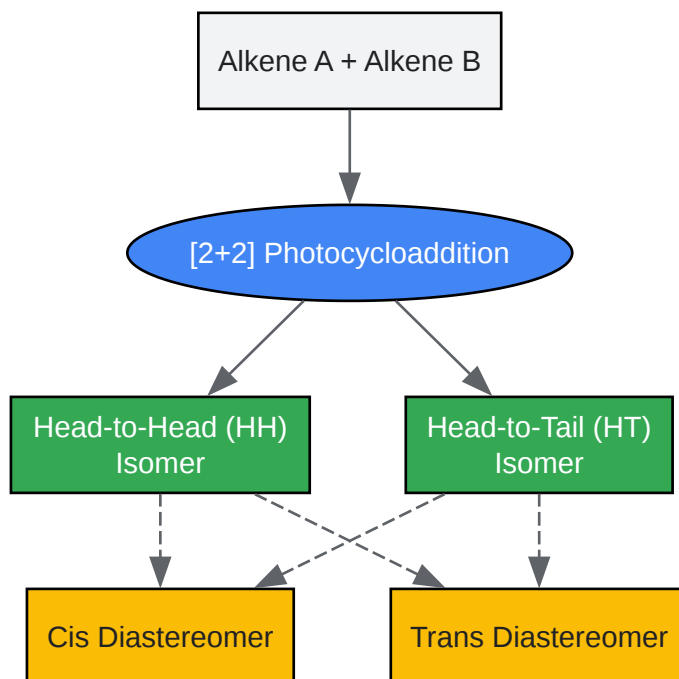 Alkene A + Alkene B
[2+2] Photocycloaddition
Head-to-Head (HH)
Isomer
Head-to-Tail (HT)
Isomer
Cis Diastereomer
Trans Diastereomer